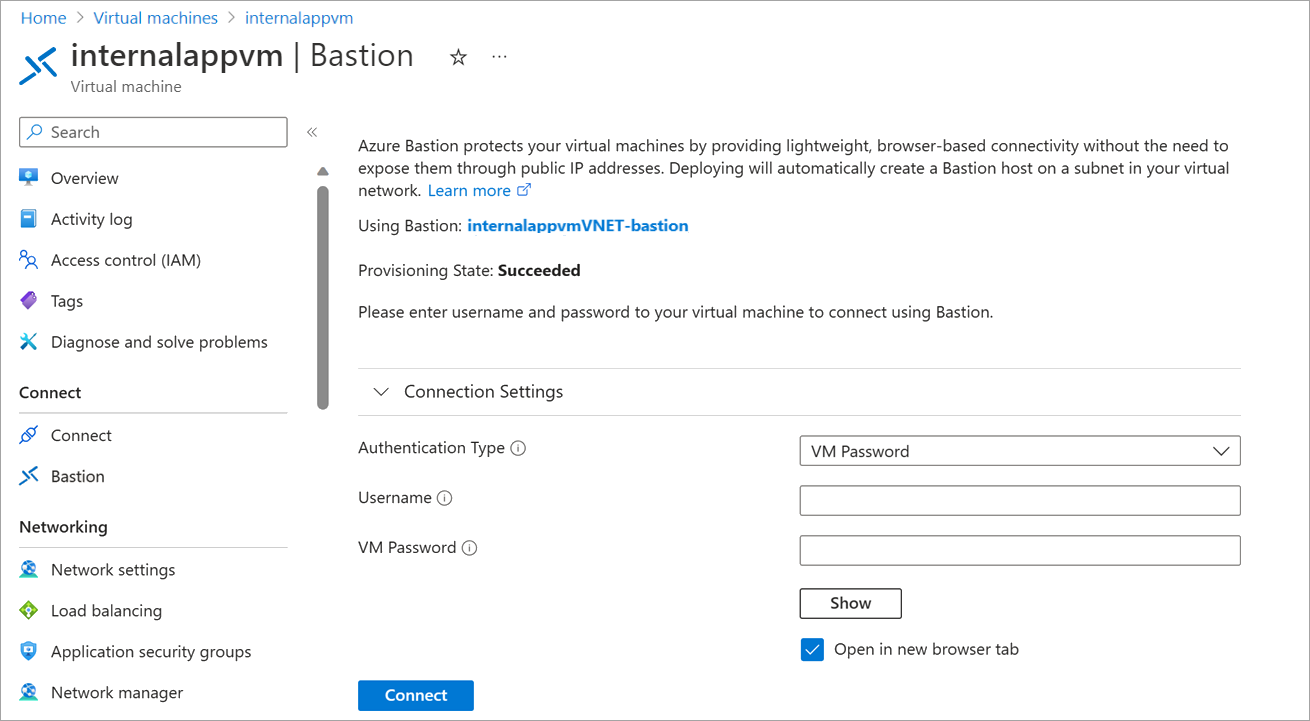 Home > Virtual machines > internalappvm
internalappvm | Bastion ☆ ···
Virtual machine
Search «
Overview
Activity log
Access control (IAM)
Tags
Diagnose and solve problems
Connect
Connect
Bastion
Networking
Network settings
Load balancing
Application security groups
Network manager
Azure Bastion protects your virtual machines by providing lightweight, browser-based connectivity without the need to
expose them through public IP addresses. Deploying will automatically create a Bastion host on a subnet in your virtual
network. Learn more
Using Bastion: internalappvmVNET-bastion
Provisioning State: Succeeded
Please enter username and password to your virtual machine to connect using Bastion.
Connection Settings
Authentication Type
VM Password
Username
VM Password
Show
Open in new browser tab
Connect